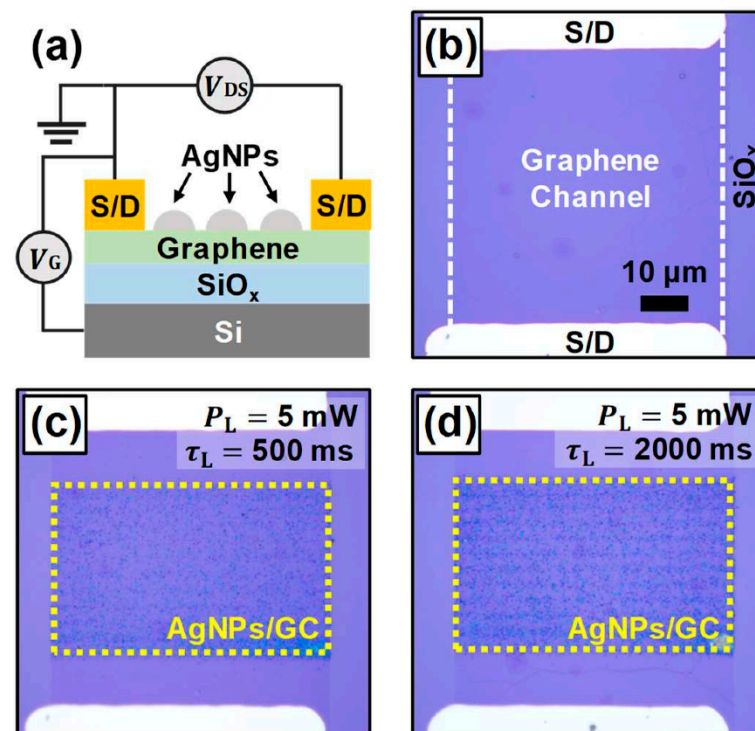 (a)
V_DS
AgNPs
S/D
S/D
V_G
Graphene
SiO_x
Si
(b)
S/D
Graphene
Channel
SiO_x
10 μm
S/D
(c)
P_L = 5 mW
τ_L = 500 ms
AgNPs/GC
(d)
P_L = 5 mW
τ_L = 2000 ms
AgNPs/GC